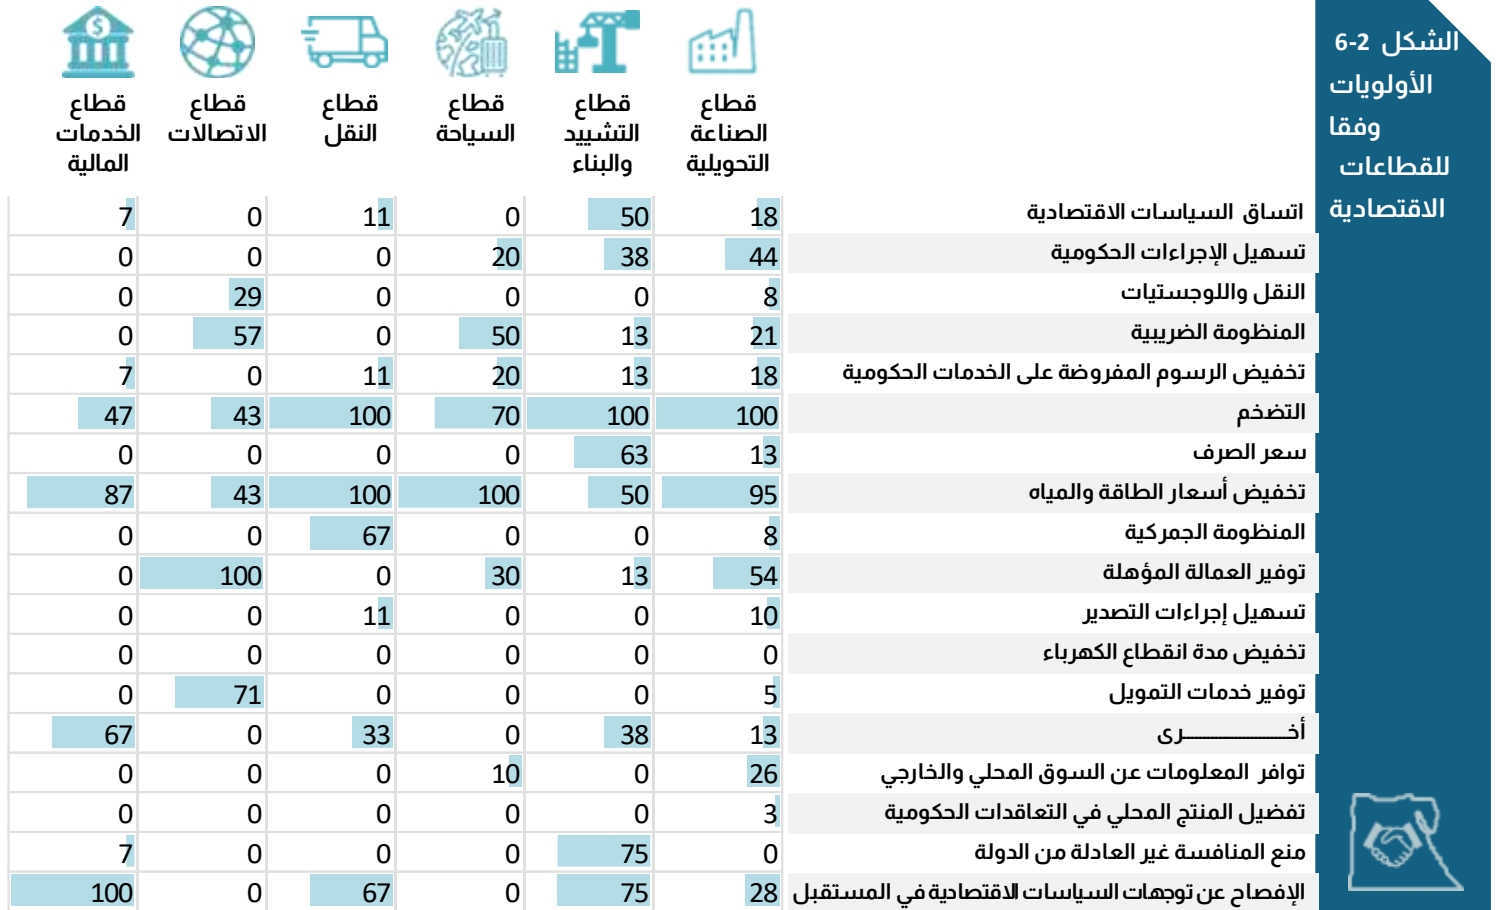 الشكل 2-6
الأولويات
وفقا
للقطاعات
الاقتصادية
قطاع الصناعة التحويلية
قطاع التشييد والبناء
قطاع السياحة
قطاع النقل
قطاع الاتصالات
قطاع الخدمات المالية
اتساق السياسات الاقتصادية 18 50 0 11 0 7
تسهيل الإجراءات الحكومية 44 38 20 0 0 0
النقل واللوجستيات 8 0 0 0 29 0
المنظومة الضريبية 21 13 50 0 57 0
تخفيض الرسوم المفروضة على الخدمات الحكومية 18 13 20 11 0 7
التضخم 100 100 70 100 43 47
سعر الصرف 13 63 0 0 0 0
تخفيض أسعار الطاقة والمياه 95 50 100 100 43 87
المنظومة الجمركية 8 0 0 67 0 0
توفير العمالة المؤهلة 54 13 30 0 100 0
تسهيل إجراءات التصدير 10 0 0 11 0 0
تخفيض مدة انقطاع الكهرباء 0 0 0 0 0 0
توفير خدمات التمويل 5 0 0 0 71 0
أخــــــــرى 13 38 0 33 0 67
توافر المعلومات عن السوق المحلي والخارجي 26 0 10 0 0 0
تفضيل المنتج المحلي في التعاقدات الحكومية 3 0 0 0 0 0
منع المنافسة غير العادلة من الدولة 0 75 0 0 0 7
الإفصاح عن توجهات السياسات الاقتصادية في المستقبل 28 75 0 67 0 100